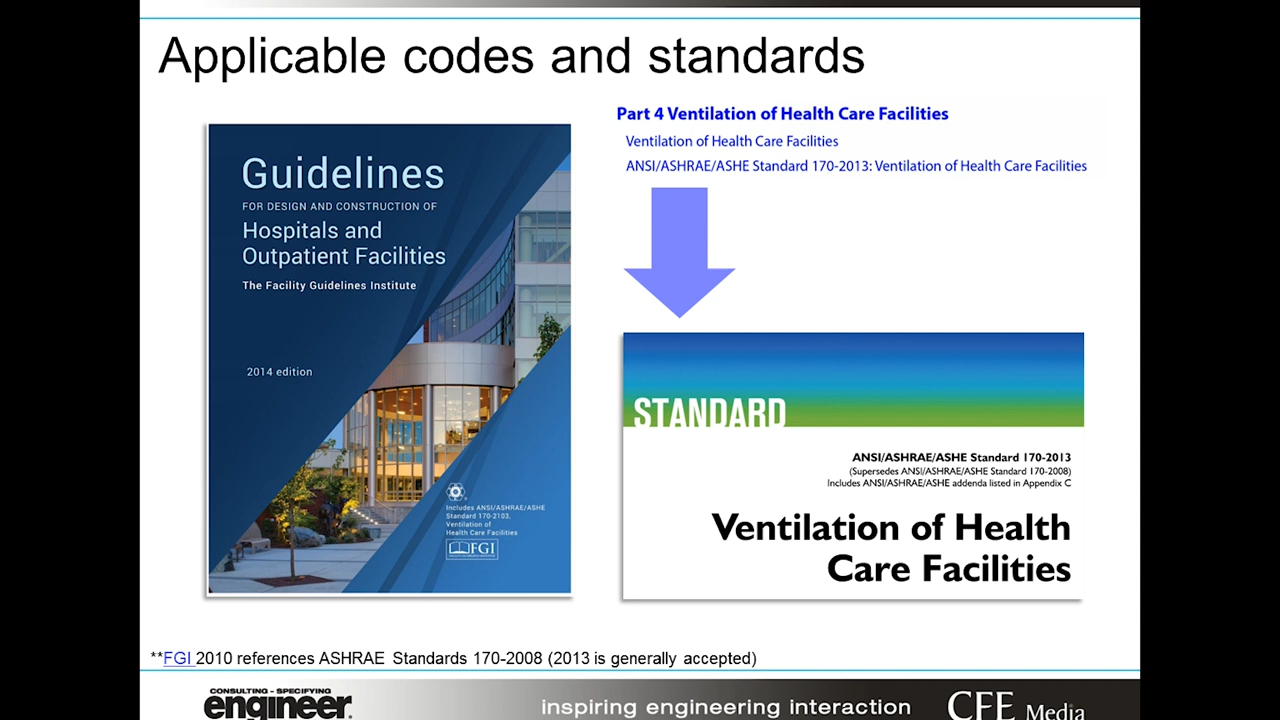 Applicable codes and standards
Guidelines
FOR DESIGN AND CONSTRUCTION OF
Hospitals and
Outpatient Facilities
The Facility Guidelines Institute
2014 edition
Includes ANSI/ASHRAE/ASHE
Standard 170-2103,
Ventilation of
Health Care Facilities
FGI
Part 4 Ventilation of Health Care Facilities
Ventilation of Health Care Facilities
ANSI/ASHRAE/ASHE Standard 170-2013: Ventilation of Health Care Facilities
STANDARD
ANSI/ASHRAE/ASHE Standard 170-2013
(Supersedes ANSI/ASHRAE/ASHE Standard 170-2008)
Includes ANSI/ASHRAE/ASHE addenda listed in Appendix C
Ventilation of Health
Care Facilities
**FGI 2010 references ASHRAE Standards 170-2008 (2013 is generally accepted)
CONSULTING - SPECIFYING
engineer
inspiring engineering interaction
CFE Media